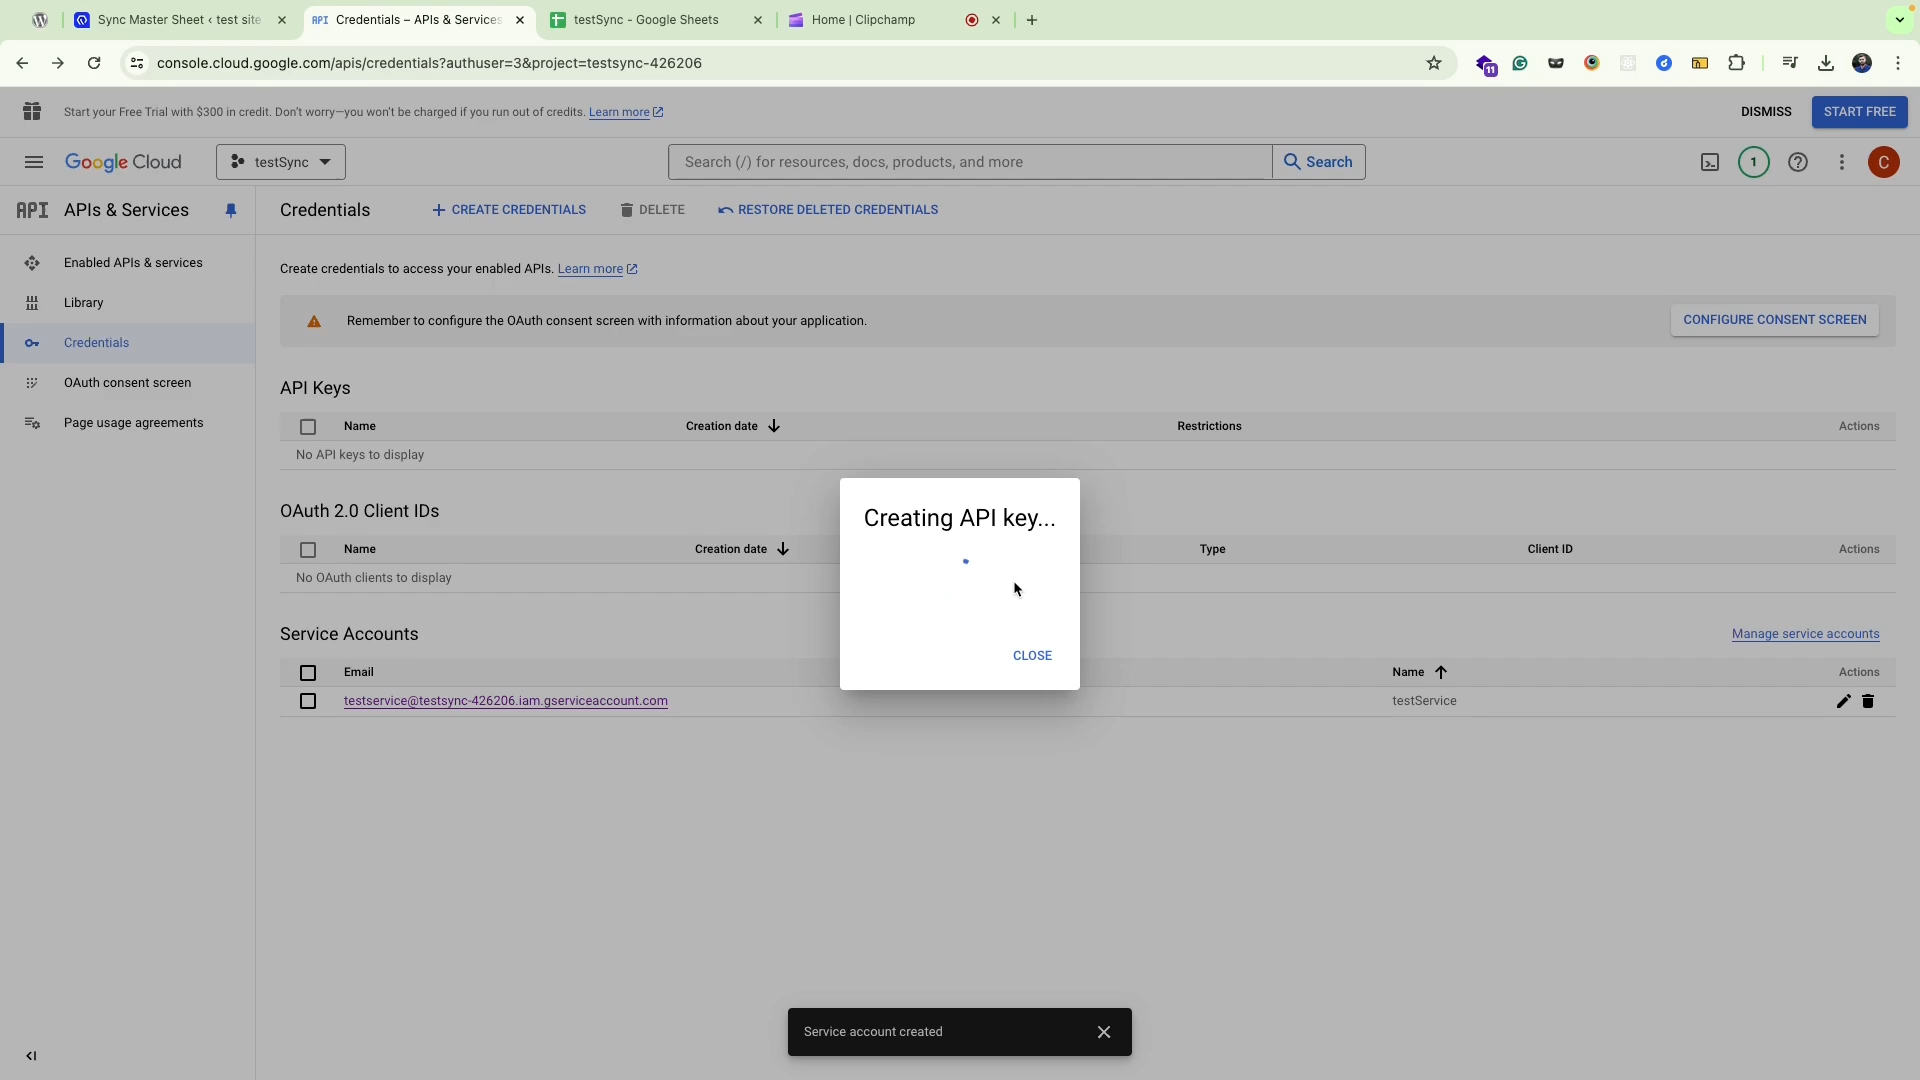 Sync Master Sheet ‹ test site
API Credentials – APIs & Services
testSync - Google Sheets
Home | Clipchamp
console.cloud.google.com/apis/credentials?authuser=3&project=testsync-426206
11
Start your Free Trial with $300 in credit. Don't worry—you won't be charged if you run out of credits. Learn more
DISMISS
START FREE
Google Cloud
testSync
Search (/) for resources, docs, products, and more
Search
1
C
API APIs & Services
Credentials
CREATE CREDENTIALS
DELETE
RESTORE DELETED CREDENTIALS
Enabled APIs & services
Library
Credentials
OAuth consent screen
Page usage agreements
Create credentials to access your enabled APIs. Learn more
Remember to configure the OAuth consent screen with information about your application.
CONFIGURE CONSENT SCREEN
API Keys
Name Creation date Restrictions Actions
No API keys to display
OAuth 2.0 Client IDs
Name Creation date Type Client ID Actions
No OAuth clients to display
Service Accounts
Manage service accounts
Email Name Actions
testservice@testsync-426206.iam.gserviceaccount.com testService
Creating API key...
CLOSE
Service account created